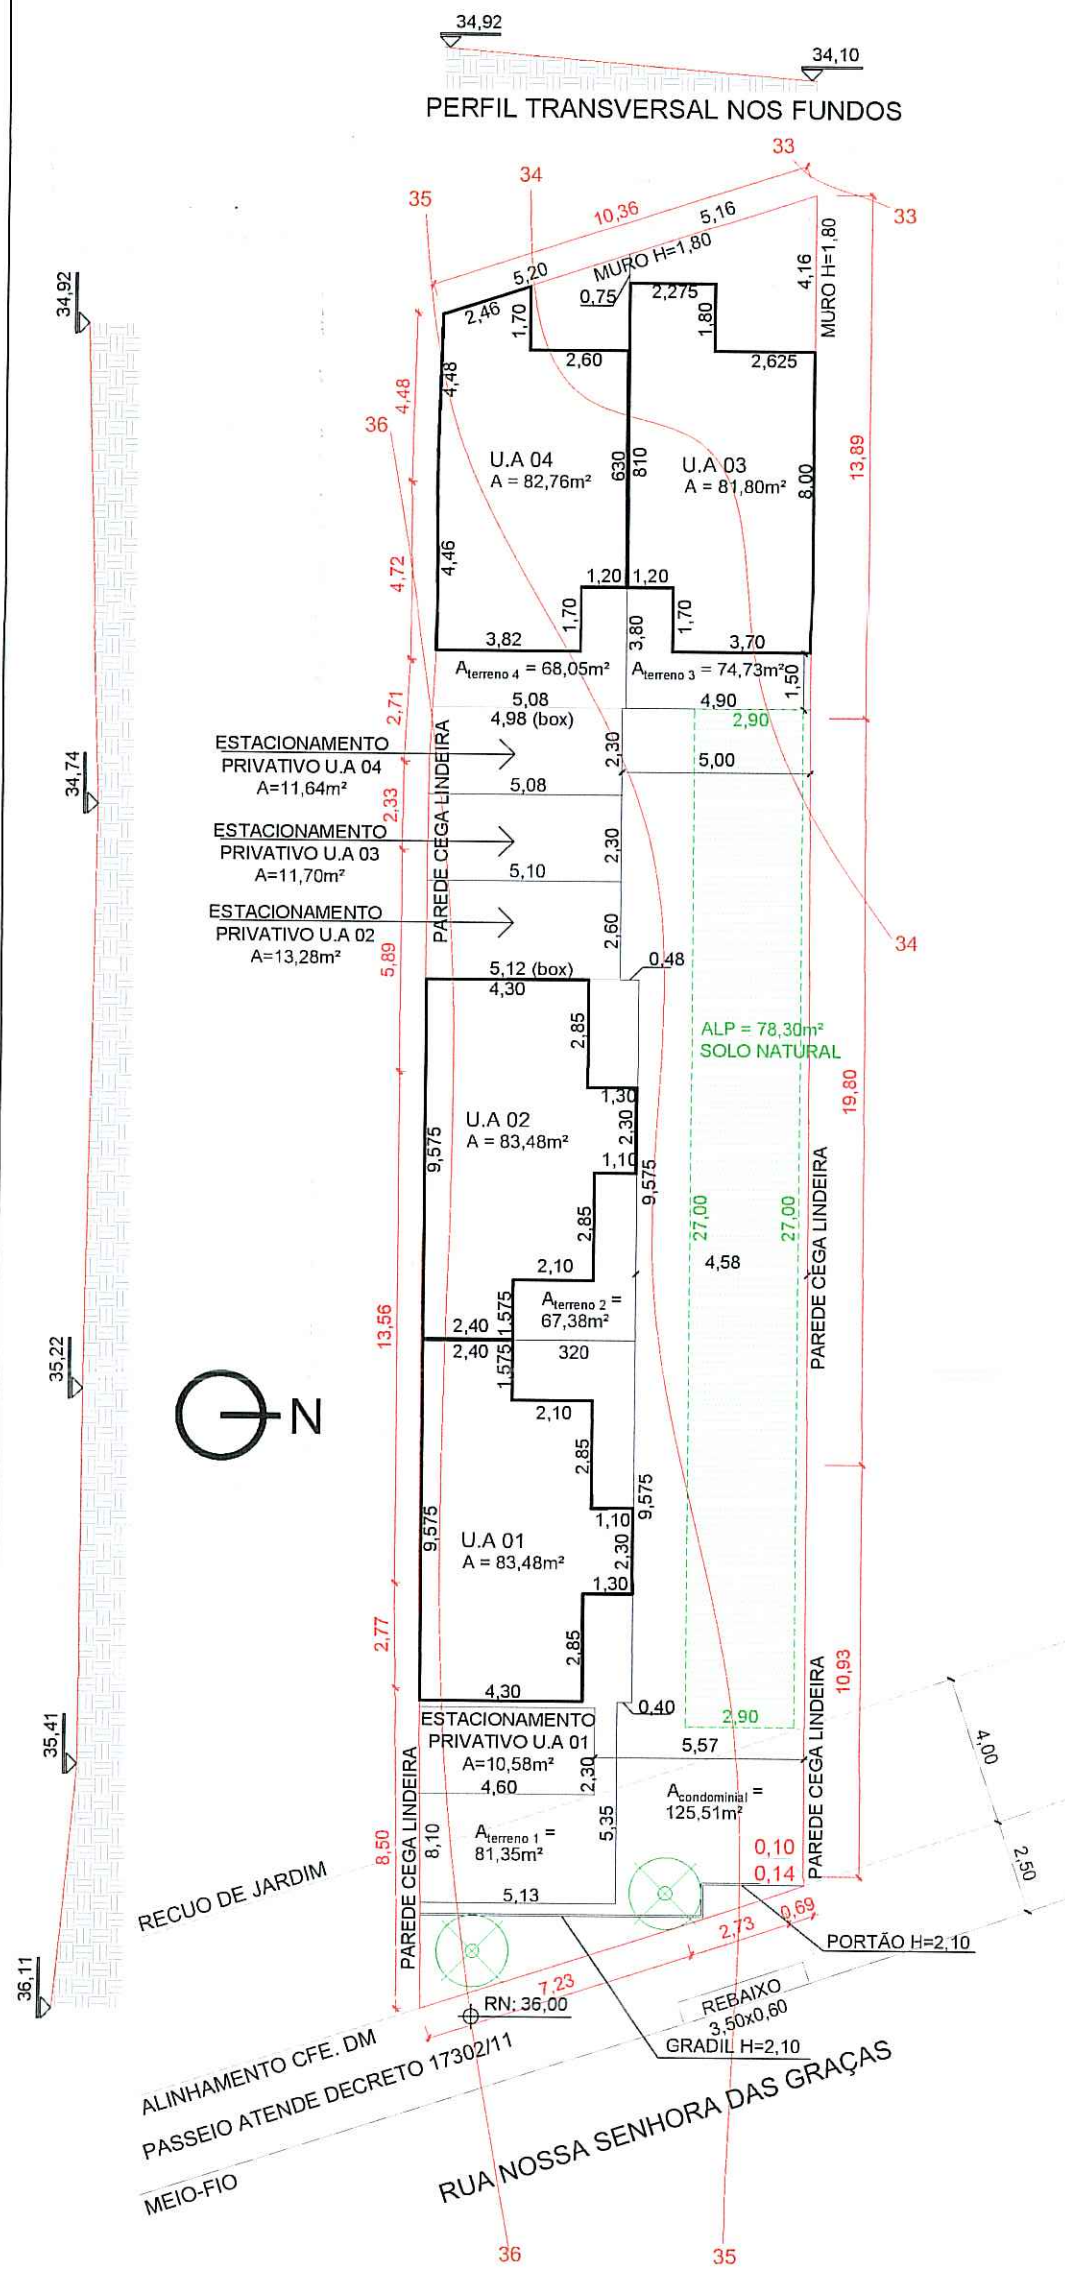 34,92
34,10
PERFIL TRANSVERSAL NOS FUNDOS
33
34
35
33
10,36
5,16
MURO H=1,80
5,20
0,75
2,275
4,16
MURO H=1,80
34,92
2,46
1,70
2,60
1,80
2,625
4,48
4,48
36
U.A 04
A = 82,76m²
630
810
U.A 03
A = 81,80m²
8,00
13,89
4,72
4,46
1,20
1,20
1,70
3,80
1,70
3,82
3,70
Aterreno 4 = 68,05m²
Aterreno 3 = 74,73m²
1,50
5,08
4,90
4,98 (box)
2,90
2,71
ESTACIONAMENTO
PRIVATIVO U.A 04
A=11,64m²
PAREDE CEGA LINDEIRA
2,30
5,00
34,74
5,08
2,33
ESTACIONAMENTO
PRIVATIVO U.A 03
A=11,70m²
2,30
5,10
ESTACIONAMENTO
PRIVATIVO U.A 02
A=13,28m²
2,60
34
5,89
5,12 (box)
0,48
4,30
2,85
ALP = 78,30m²
SOLO NATURAL
1,30
19,80
U.A 02
A = 83,48m²
2,30
9,575
1,10
9,575
2,85
27,00
27,00
PAREDE CEGA LINDEIRA
2,10
4,58
Aterreno 2 =
67,38m²
1,575
2,40
13,56
2,40
1,575
320
35,22
N
2,10
2,85
9,575
9,575
1,10
U.A 01
A = 83,48m²
2,30
1,30
2,77
2,85
10,93
PAREDE CEGA LINDEIRA
4,30
0,40
2,90
35,41
ESTACIONAMENTO
PRIVATIVO U.A 01
A=10,58m²
5,57
4,00
4,60
2,30
Acondominial =
125,51m²
PAREDE CEGA LINDEIRA
8,50
8,10
Aterreno 1 =
81,35m²
5,35
0,10
0,14
2,50
RECUO DE JARDIM
5,13
0,69
2,73
PORTÃO H=2,10
36,11
7,23
RN: 36,00
REBAIXO
3,50x0,60
GRADIL H=2,10
ALINHAMENTO CFE. DM
PASSEIO ATENDE DECRETO 17302/11
MEIO-FIO
RUA NOSSA SENHORA DAS GRAÇAS
36
35